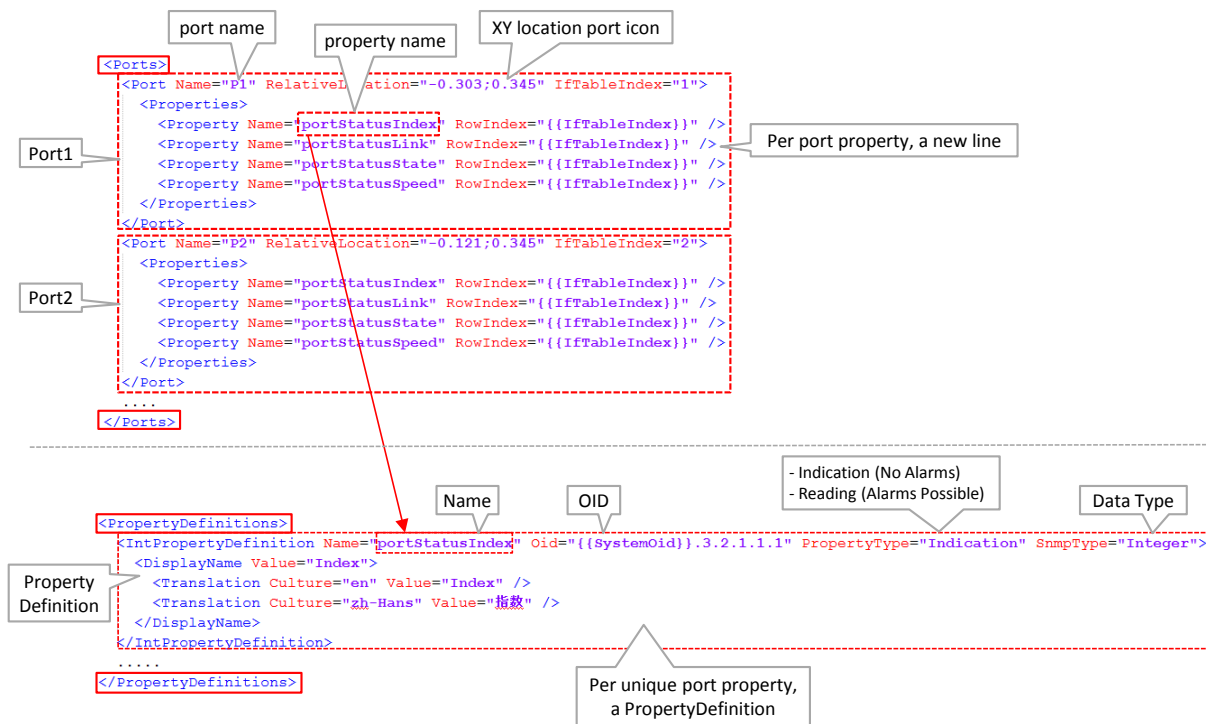 port name
property name
XY location port icon
<Ports>
<Port Name="P1" RelativeLocation="-0.303;0.345" IfTableIndex="1">
<Properties>
<Property Name="portStatusIndex" RowIndex="{{IfTableIndex}}" />
<Property Name="portStatusLink" RowIndex="{{IfTableIndex}}" />
<Property Name="portStatusState" RowIndex="{{IfTableIndex}}" />
<Property Name="portStatusSpeed" RowIndex="{{IfTableIndex}}" />
</Properties>
</Port>
Port1
Per port property, a new line
<Port Name="P2" RelativeLocation="-0.121;0.345" IfTableIndex="2">
<Properties>
<Property Name="portStatusIndex" RowIndex="{{IfTableIndex}}" />
<Property Name="portStatusLink" RowIndex="{{IfTableIndex}}" />
<Property Name="portStatusState" RowIndex="{{IfTableIndex}}" />
<Property Name="portStatusSpeed" RowIndex="{{IfTableIndex}}" />
</Properties>
</Port>
Port2
....
</Ports>
Name
OID
- Indication (No Alarms)
- Reading (Alarms Possible)
Data Type
<PropertyDefinitions>
<IntPropertyDefinition Name="portStatusIndex" Oid="{{SystemOid}}.3.2.1.1.1" PropertyType="Indication" SnmpType="Integer">
<DisplayName Value="Index">
<Translation Culture="en" Value="Index" />
<Translation Culture="zh-Hans" Value="指数" />
</DisplayName>
</IntPropertyDefinition>
Property
Definition
.....
</PropertyDefinitions>
Per unique port property,
a PropertyDefinition